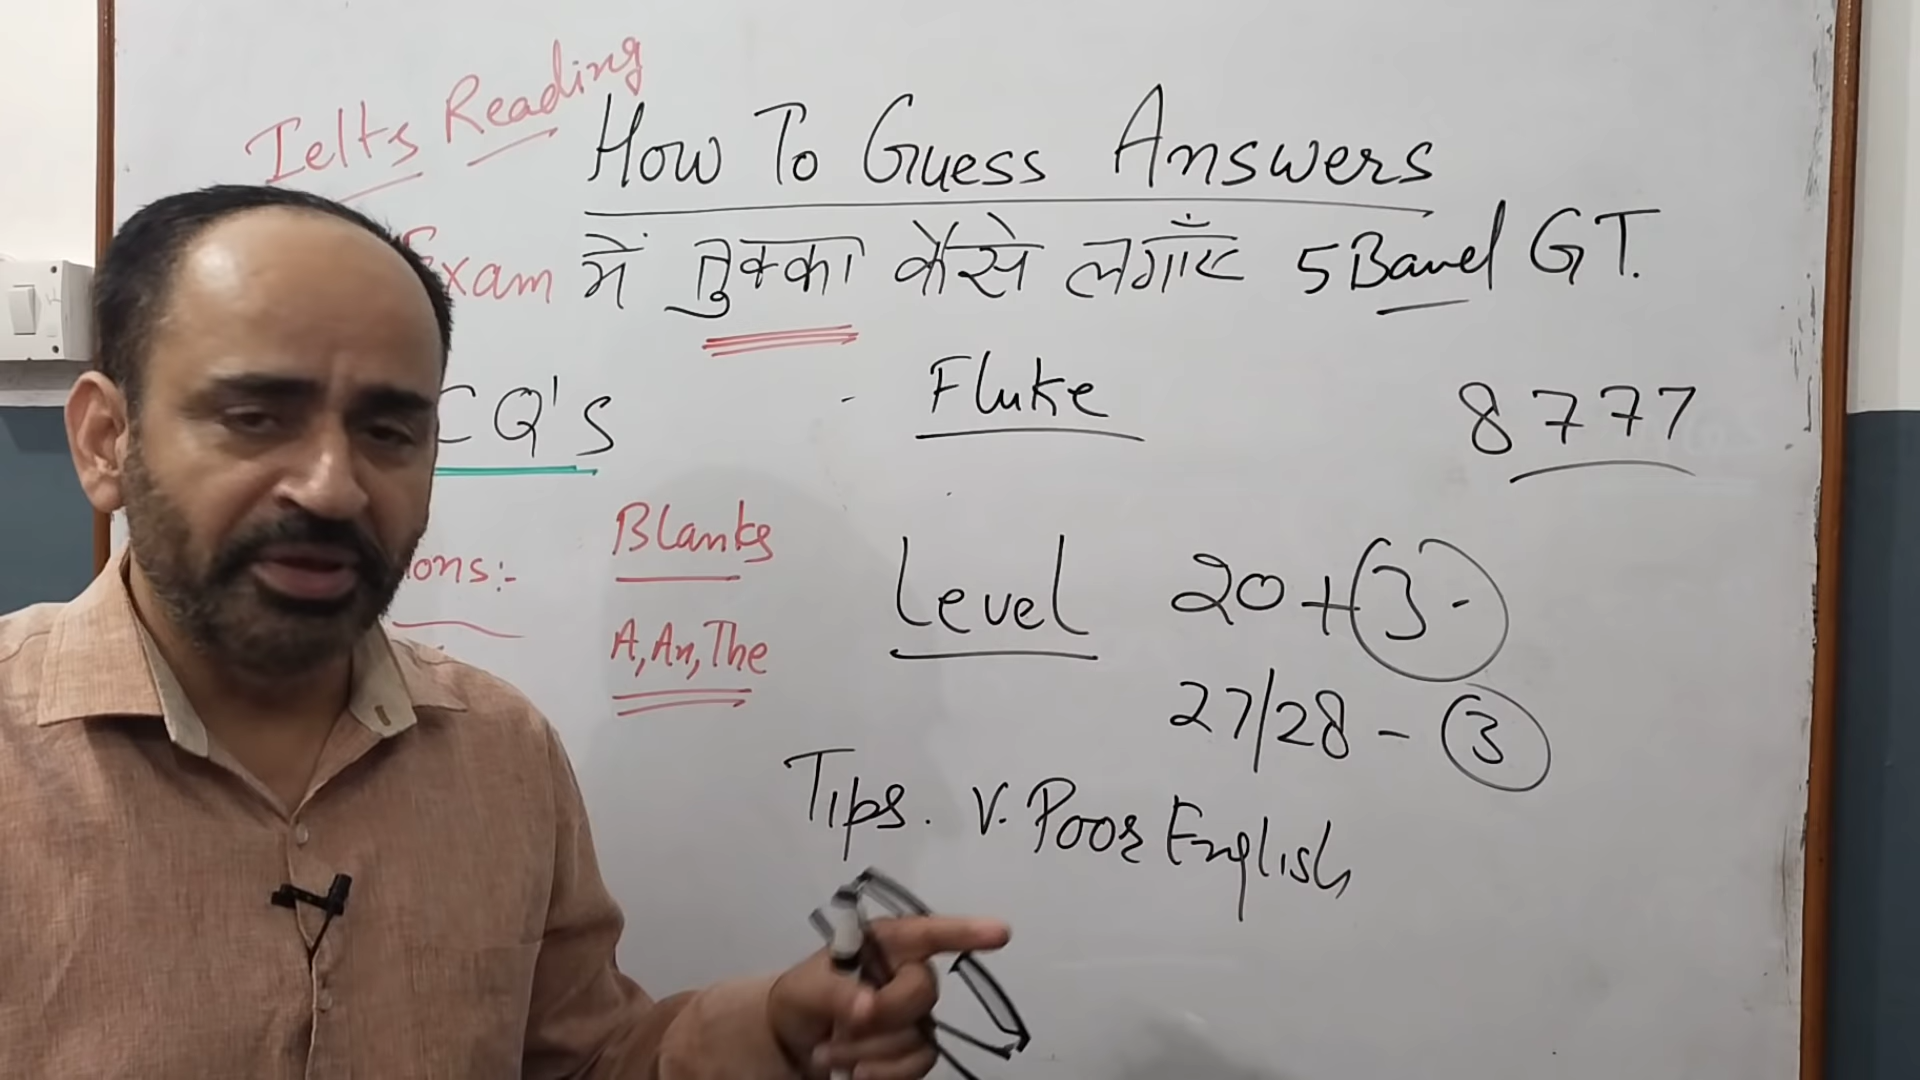 Ielts Reading
How To Guess Answers
Exam में तुक्का कैसे लगाँए 5 Band GT.
CQ's
Fluke
8777
ons:-
Blanks
A, An, The
Level 20+3-
27/28 - 3
Tips. V. Poor English